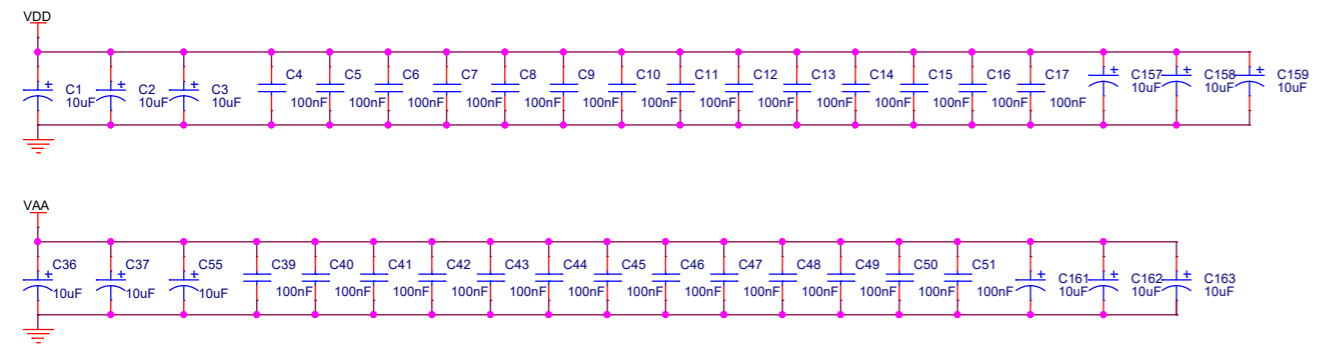 VDD
C1 C2 C3 C4 C5 C6 C7 C8 C9 C10 C11 C12 C13 C14 C15 C16 C17 C157 C158 C159
10uF 10uF 10uF 100nF 100nF 100nF 100nF 100nF 100nF 100nF 100nF 100nF 100nF 100nF 100nF 100nF 100nF 10uF 10uF 10uF
VAA
C36 C37 C55 C39 C40 C41 C42 C43 C44 C45 C46 C47 C48 C49 C50 C51 C161 C162 C163
10uF 10uF 10uF 100nF 100nF 100nF 100nF 100nF 100nF 100nF 100nF 100nF 100nF 100nF 100nF 100nF 10uF 10uF 10uF